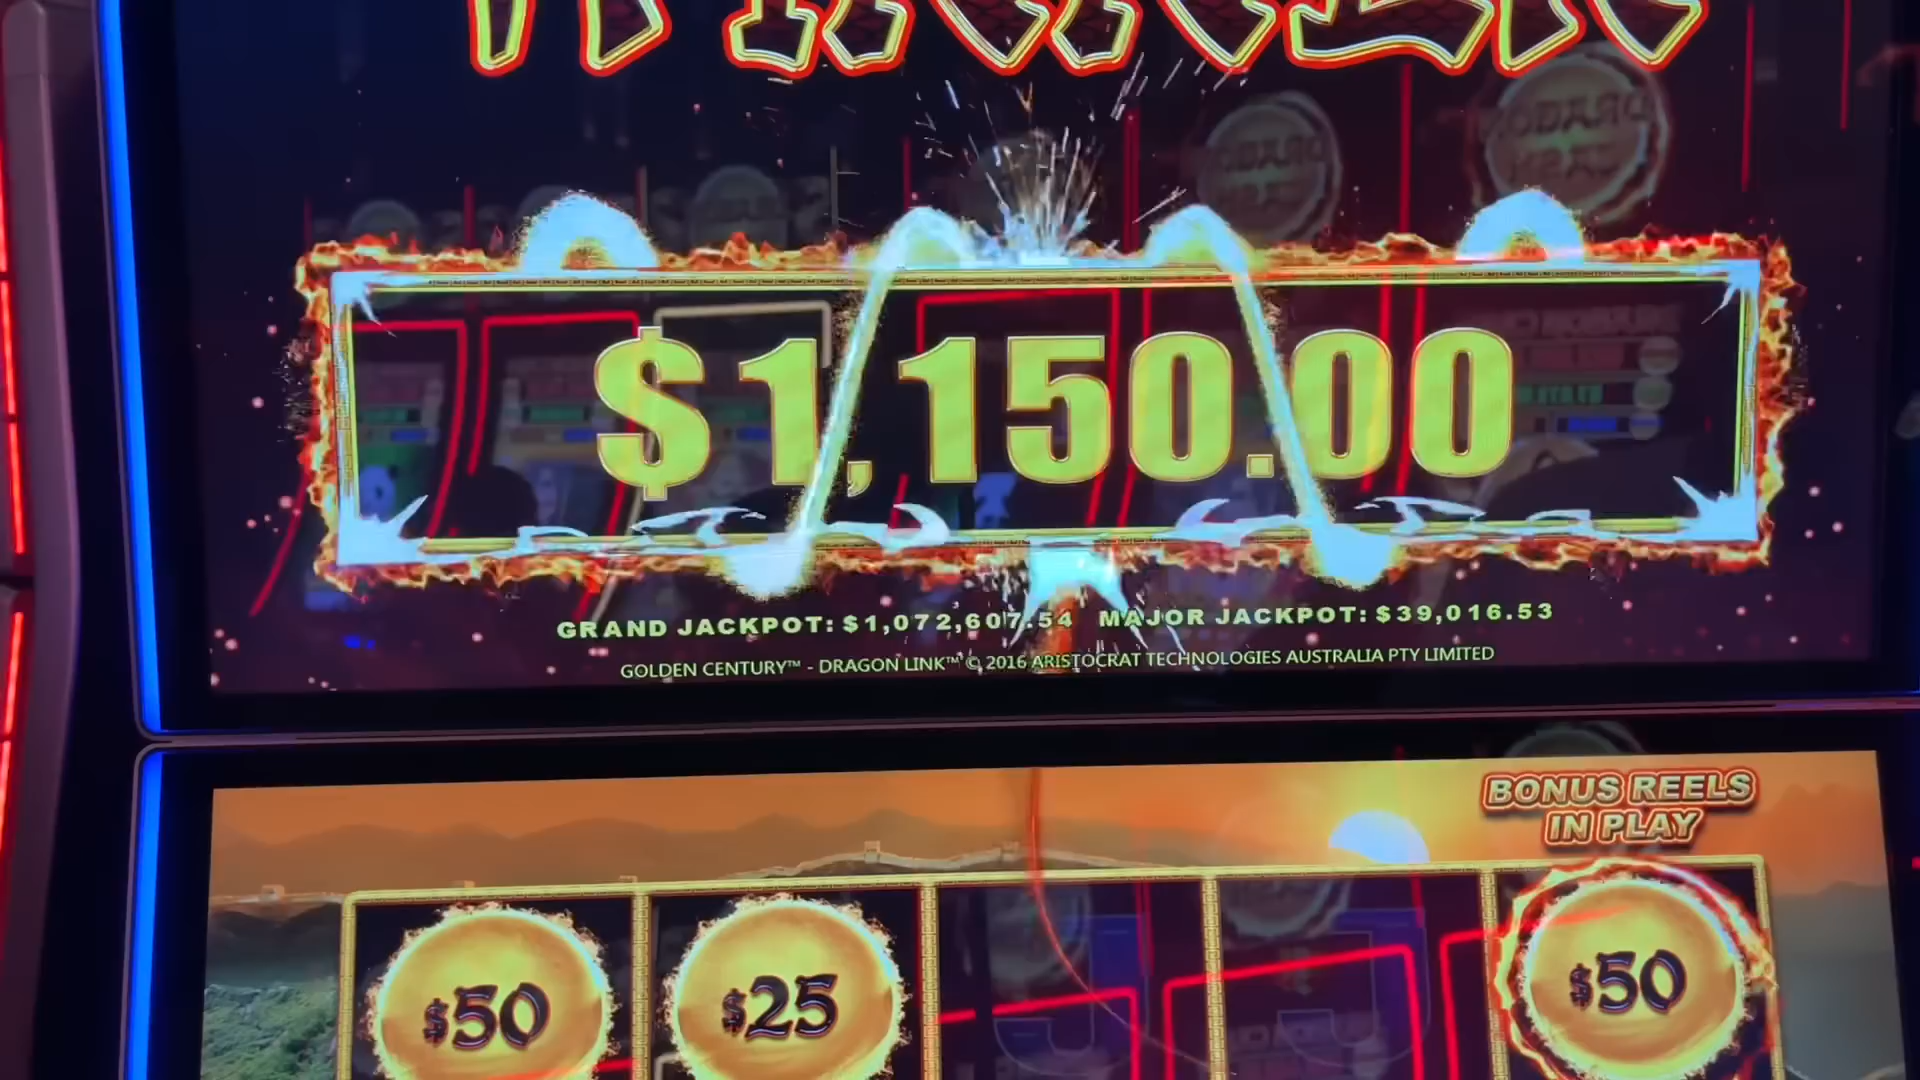 $1,150.00
GRAND JACKPOT: $1,072,607.54 MAJOR JACKPOT: $39,016.53
GOLDEN CENTURY™ - DRAGON LINK™ © 2016 ARISTOCRAT TECHNOLOGIES AUSTRALIA PTY LIMITED
BONUS REELS
IN PLAY
$50
$25
$50